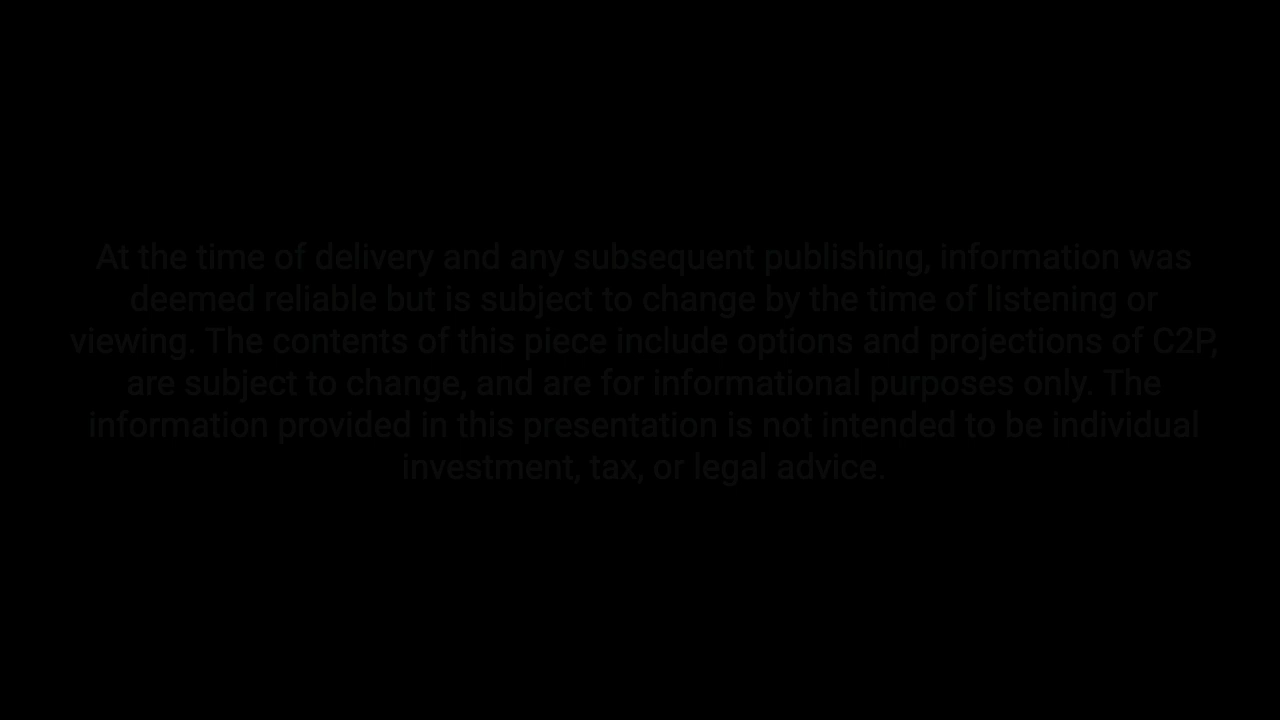 At the time of delivery and any subsequent publishing, information was
deemed reliable but is subject to change by the time of listening or
viewing. The contents of this piece include options and projections of C2P,
are subject to change, and are for informational purposes only. The
information provided in this presentation is not intended to be individual
investment, tax, or legal advice.